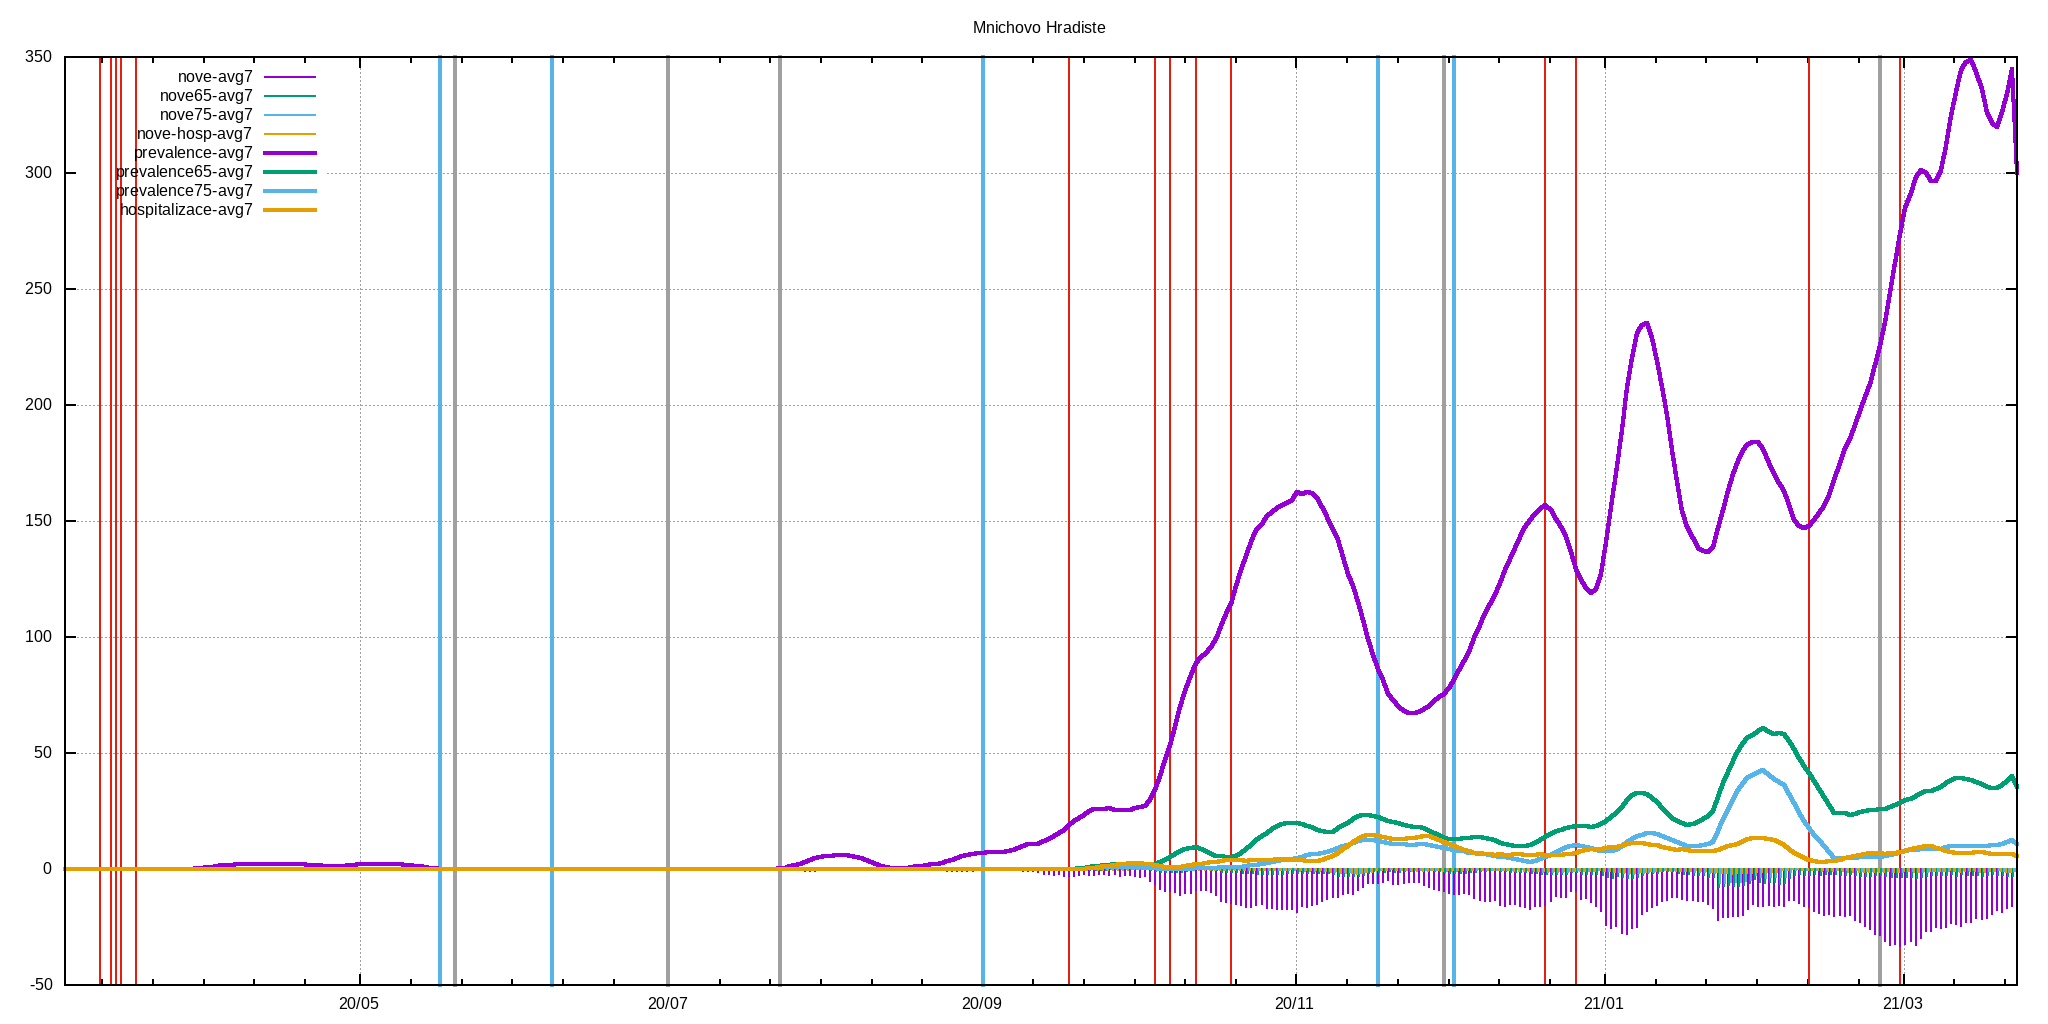 Mnichovo Hradiste
350
300
250
200
150
100
50
0
-50
nove-avg7
nove65-avg7
nove75-avg7
nove-hosp-avg7
prevalence-avg7
prevalence65-avg7
prevalence75-avg7
hospitalizace-avg7
20/05
20/07
20/09
20/11
21/01
21/03